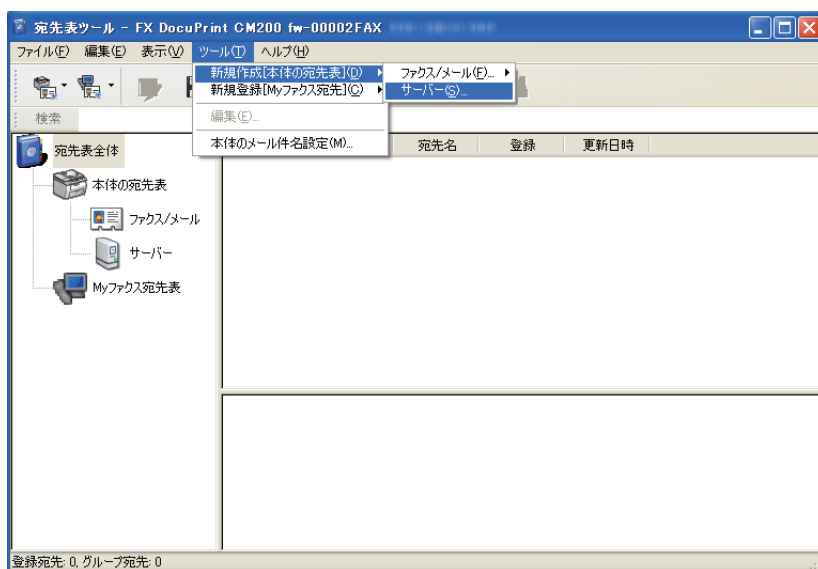 宛先表ツール - FX DocuPrint CM200 fw-00002FAX
ファイル(F) 編集(E) 表示(V) ツール(T) ヘルプ(H)
新規作成[本体の宛先表](D) ファクス/メール(F)...
新規登録[Myファクス宛先](C) サーバー(S)...
検索 編集(E)...
本体のメール件名設定(M)...
宛先名 登録 更新日時
宛先表全体
本体の宛先表
ファクス/メール
サーバー
Myファクス宛先表
登録宛先: 0, グループ宛先: 0